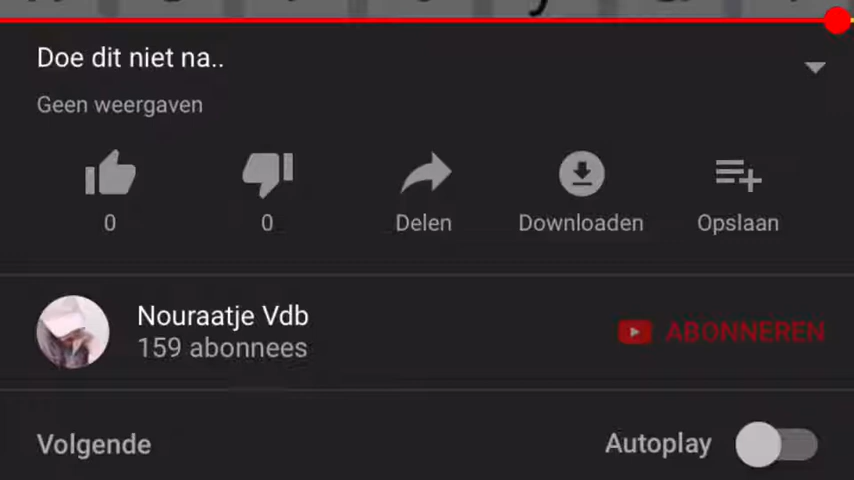 Doe dit niet na..
Geen weergaven
0
0
Delen
Downloaden
Opslaan
Nouraatje Vdb
159 abonnees
ABONNEREN
Volgende
Autoplay